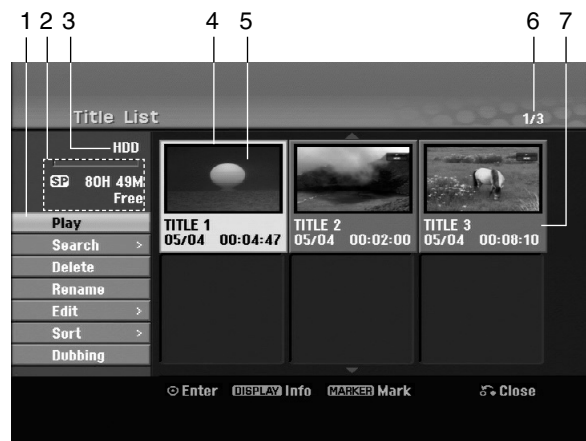 1 2 3 4 5 6 7
Title List
1/3
HDD
SP 80H 49M
Free
Play
Search >
Delete
Rename
Edit >
Sort >
Dubbing
TITLE 1
05/04 00:04:47
TITLE 2
05/04 00:02:00
TITLE 3
05/04 00:08:10
Enter DISPLAY Info MARKER Mark Close